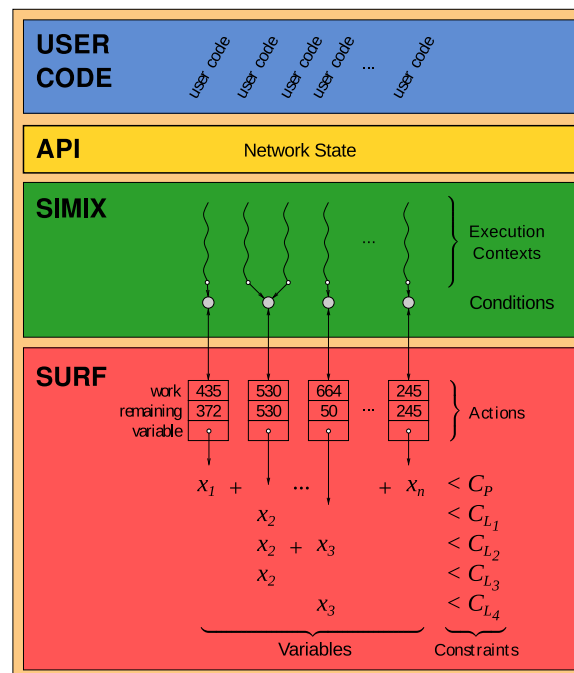 USER
CODE
user code user code user code user code ... user code
API
Network State
SIMIX
...
Execution
Contexts
Conditions
SURF
work 435 530 664 245
remaining 372 530 50 ... 245
variable
Actions
x1 + ... + xn < CP
x2 < CL1
x2 + x3 < CL2
x2 < CL3
x3 < CL4
Variables Constraints